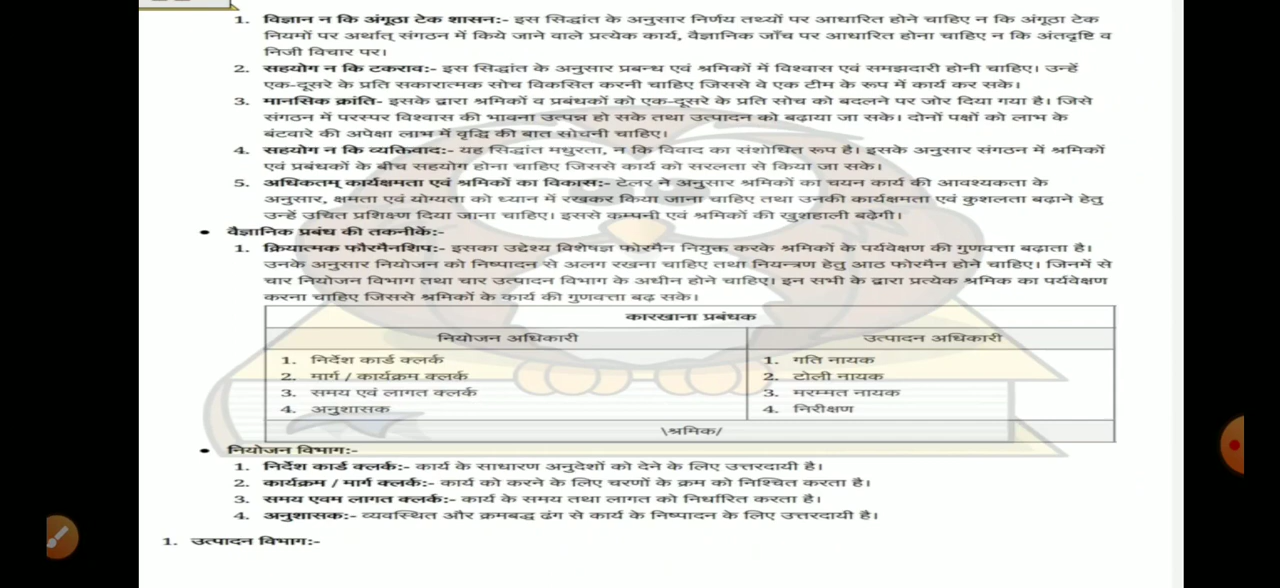 1. विज्ञान न कि अंगूठा टेक शासन:- इस सिद्धांत के अनुसार निर्णय तथ्यों पर आधारित होने चाहिए न कि अंगूठा टेक
नियमों पर अर्थात् संगठन में किये जाने वाले प्रत्येक कार्य, वैज्ञानिक जाँच पर आधारित होना चाहिए न कि अंतदृष्टि व
निजी विचार पर।
2. सहयोग न कि टकराव:- इस सिद्धांत के अनुसार प्रबन्ध एवं श्रमिकों में विश्वास एवं समझदारी होनी चाहिए। उन्हें
एक-दूसरे के प्रति सकारात्मक सोच विकसित करनी चाहिए जिससे वे एक टीम के रूप में कार्य कर सके।
3. मानसिक क्रांति- इसके द्वारा श्रमिकों व प्रबंधकों को एक-दूसरे के प्रति सोच को बदलने पर जोर दिया गया है। जिसे
संगठन में परस्पर विश्वास की भावना उत्पन्न हो सके तथा उत्पादन को बढ़ाया जा सके। दोनों पक्षों को लाभ के
बंटवारे की अपेक्षा लाभ में वृद्धि की बात सोचनी चाहिए।
4. सहयोग न कि व्यक्तिवाद:- यह सिद्धांत मधुरता, न कि विवाद का संशोधित रूप है। इसके अनुसार संगठन में श्रमिकों
एवं प्रबंधकों के बीच सहयोग होना चाहिए जिससे कार्य को सरलता से किया जा सके।
5. अधिकतम् कार्यक्षमता एवं श्रमिकों का विकास:- टेलर ने अनुसार श्रमिकों का चयन कार्य की आवश्यकता के
अनुसार, क्षमता एवं योग्यता को ध्यान में रखकर किया जाना चाहिए तथा उनकी कार्यक्षमता एवं कुशलता बढ़ाने हेतु
उन्हें उचित प्रशिक्षण दिया जाना चाहिए। इससे कम्पनी एवं श्रमिकों की खुशहाली बढ़ेगी।
• वैज्ञानिक प्रबंध की तकनीकें:-
1. क्रियात्मक फौरमैनशिप:- इसका उद्देश्य विशेषज्ञ फोरमैन नियुक्त करके श्रमिकों के पर्यवेक्षण की गुणवत्ता बढ़ाता है।
उनके अनुसार नियोजन को निष्पादन से अलग रखना चाहिए तथा नियन्त्रण हेतु आठ फोरमैन होने चाहिए। जिनमें से
चार नियोजन विभाग तथा चार उत्पादन विभाग के अधीन होने चाहिए। इन सभी के द्वारा प्रत्येक श्रमिक का पर्यवेक्षण
करना चाहिए जिससे श्रमिकों के कार्य की गुणवत्ता बढ़ सके।
कारखाना प्रबंधक
नियोजन अधिकारी
1. निर्देश कार्ड क्लर्क
2. मार्ग / कार्यक्रम क्लर्क
3. समय एवं लागत क्लर्क
4. अनुशासक
उत्पादन अधिकारी
1. गति नायक
2. टोली नायक
3. मरम्मत नायक
4. निरीक्षण
\श्रमिक/
• नियोजन विभाग:-
1. निर्देश कार्ड क्लर्क:- कार्य के साधारण अनुदेशों को देने के लिए उत्तरदायी है।
2. कार्यक्रम / मार्ग क्लर्क:- कार्य को करने के लिए चरणों के क्रम को निश्चित करता है।
3. समय एवम लागत क्लर्क:- कार्य के समय तथा लागत को निर्धारित करता है।
4. अनुशासक:- व्यवस्थित और क्रमबद्ध ढंग से कार्य के निष्पादन के लिए उत्तरदायी है।
1. उत्पादन विभाग:-